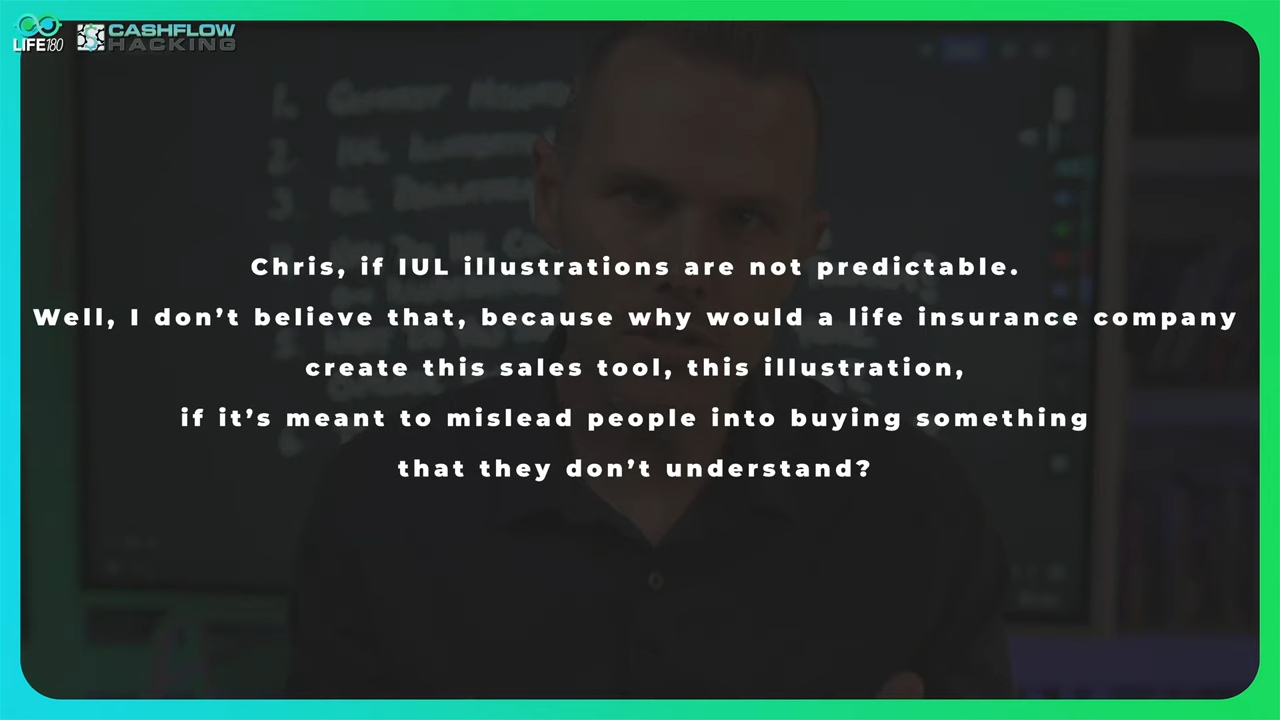 LIFE180
CASHFLOW
HACKING
Chris, if IUL illustrations are not predictable.
Well, I don't believe that, because why would a life insurance company
create this sales tool, this illustration,
if it's meant to mislead people into buying something
that they don't understand?